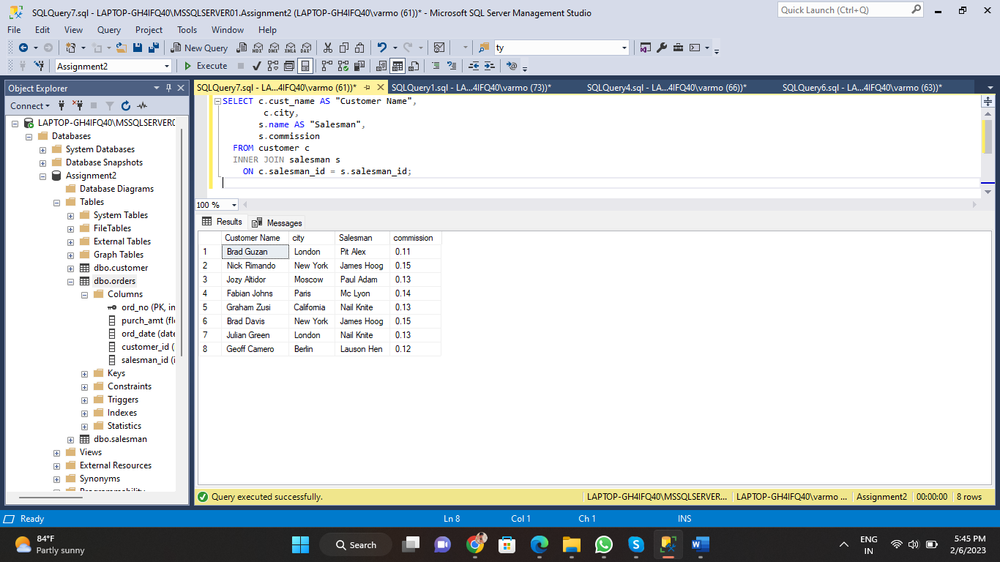 SQLQuery7.sql - LAPTOP-GH4IFQ40\MSSQLSERVER01.Assignment2 (LAPTOP-GH4IFQ40\varmo (61))* - Microsoft SQL Server Management Studio
Quick Launch (Ctrl+Q)
File Edit View Query Project Tools Window Help
New Query MDX DMX XMLA DAX ty
Assignment2 Execute
Object Explorer
SQLQuery7.sql - LA...4IFQ40\varmo (61))* SQLQuery1.sql - LA...4IFQ40\varmo (73))* SQLQuery4.sql - LA...4IFQ40\varmo (66))* SQLQuery6.sql - LA...4IFQ40\varmo (63))*
Connect
LAPTOP-GH4IFQ40\MSSQLSERVER0
Databases
System Databases
Database Snapshots
Assignment2
Database Diagrams
Tables
System Tables
FileTables
External Tables
Graph Tables
dbo.customer
dbo.orders
Columns
ord_no (PK, in
purch_amt (flo
ord_date (date
customer_id (
salesman_id (i
Keys
Constraints
Triggers
Indexes
Statistics
dbo.salesman
Views
External Resources
Synonyms
Programmability
SELECT c.cust_name AS "Customer Name",
c.city,
s.name AS "Salesman",
s.commission
FROM customer c
INNER JOIN salesman s
ON c.salesman_id = s.salesman_id;
100 %
Results Messages
Customer Name city Salesman commission
1 Brad Guzan London Pit Alex 0.11
2 Nick Rimando New York James Hoog 0.15
3 Jozy Altidor Moscow Paul Adam 0.13
4 Fabian Johns Paris Mc Lyon 0.14
5 Graham Zusi California Nail Knite 0.13
6 Brad Davis New York James Hoog 0.15
7 Julian Green London Nail Knite 0.13
8 Geoff Camero Berlin Lauson Hen 0.12
Query executed successfully. LAPTOP-GH4IFQ40\MSSQLSERVER... LAPTOP-GH4IFQ40\varmo ... Assignment2 00:00:00 8 rows
Ready Ln 8 Col 1 Ch 1 INS
84°F
Partly sunny
Search
ENG
IN
5:45 PM
2/6/2023